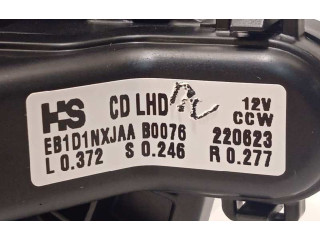 HS CD LHD 12V
CCW
EB1D1NXJAA B0076 220623
L 0.372 S 0.246 R 0.277